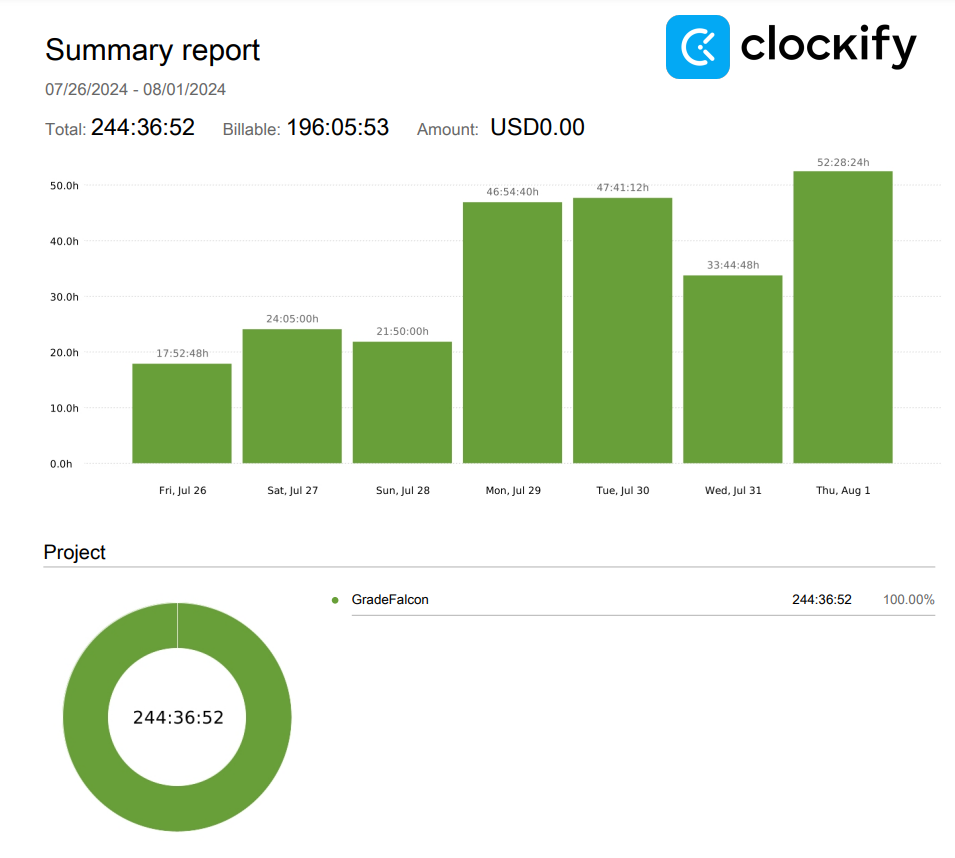 Summary report
clockify
07/26/2024 - 08/01/2024
Total: 244:36:52 Billable: 196:05:53 Amount: USD0.00
52:28:24h
50.0h
46:54:40h
47:41:12h
40.0h
33:44:48h
30.0h
24:05:00h
21:50:00h
20.0h
17:52:48h
10.0h
0.0h
Fri, Jul 26 Sat, Jul 27 Sun, Jul 28 Mon, Jul 29 Tue, Jul 30 Wed, Jul 31 Thu, Aug 1
Project
GradeFalcon 244:36:52 100.00%
244:36:52